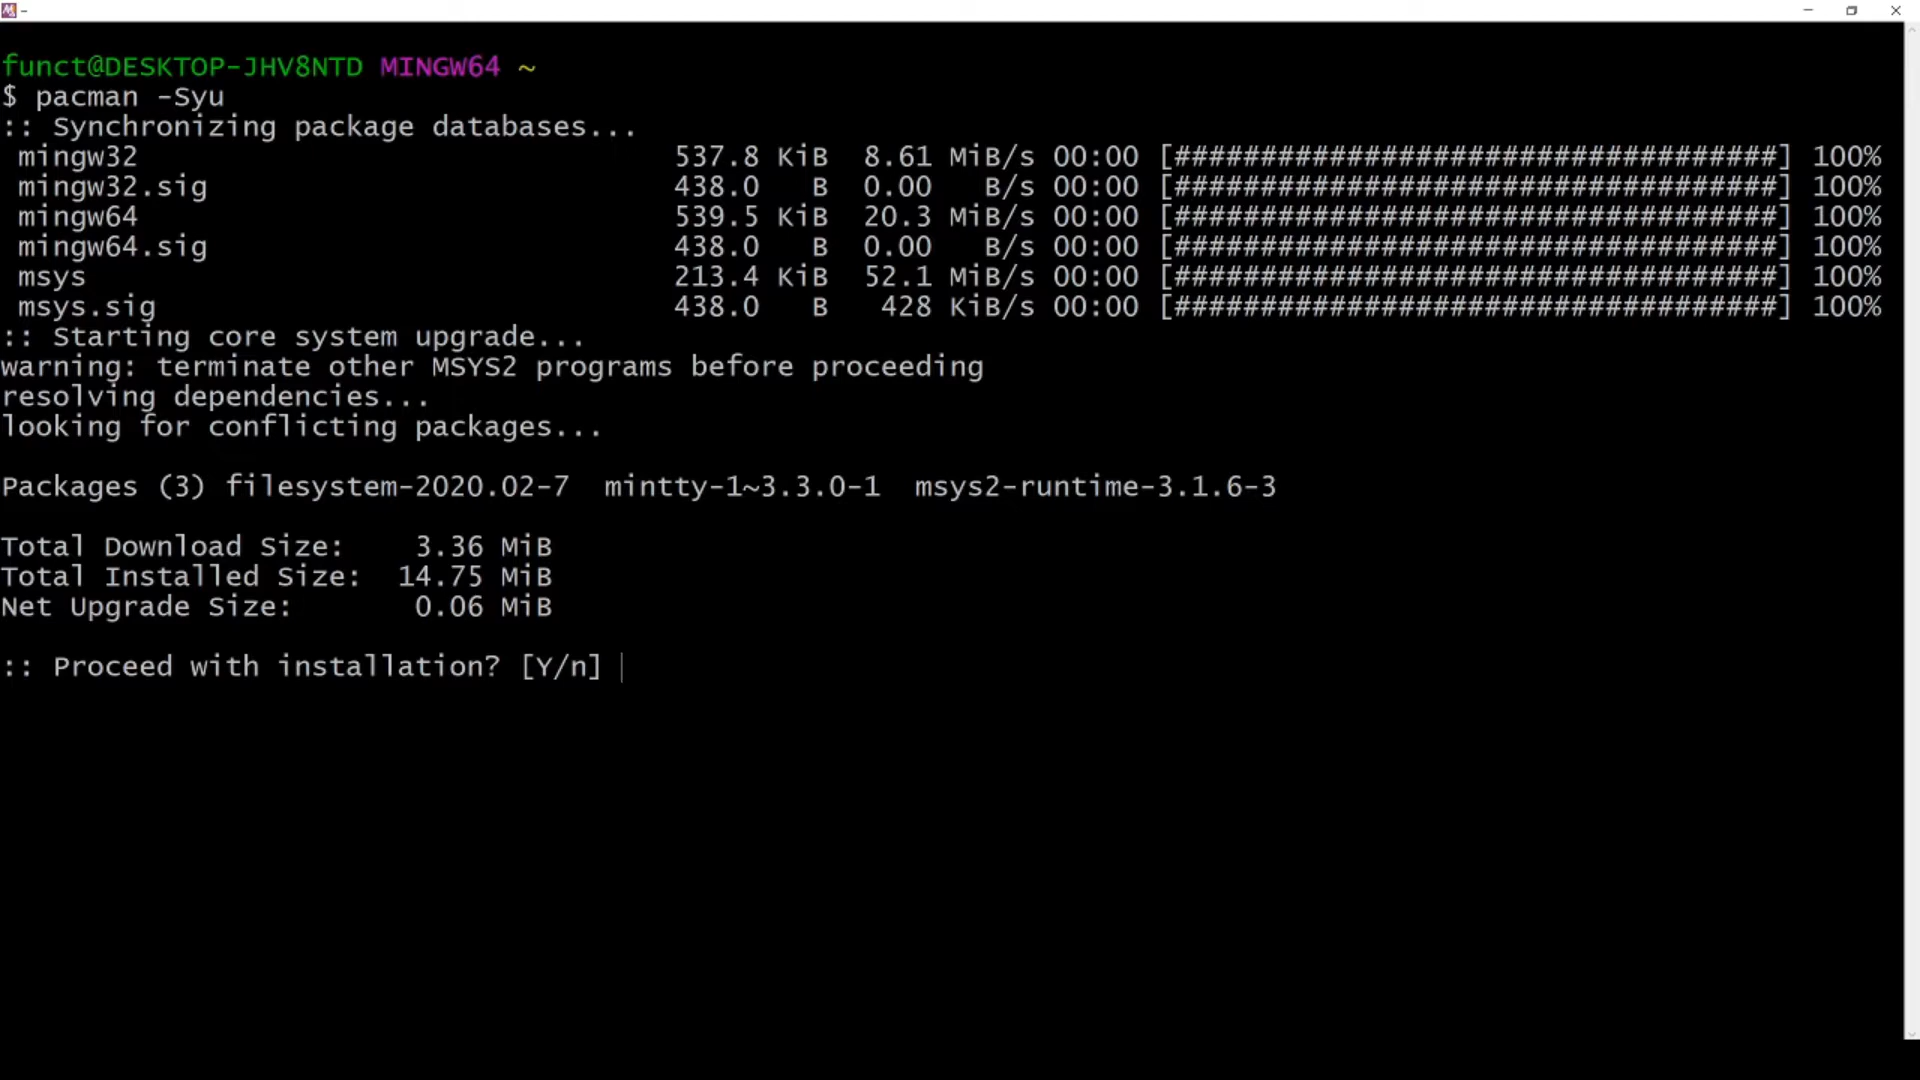 ~
funct@DESKTOP-JHV8NTD MINGW64 ~
$ pacman -Syu
:: Synchronizing package databases...
mingw32 537.8 KiB 8.61 MiB/s 00:00 [###################################] 100%
mingw32.sig 438.0 B 0.00 B/s 00:00 [###################################] 100%
mingw64 539.5 KiB 20.3 MiB/s 00:00 [###################################] 100%
mingw64.sig 438.0 B 0.00 B/s 00:00 [###################################] 100%
msys 213.4 KiB 52.1 MiB/s 00:00 [###################################] 100%
msys.sig 438.0 B 428 KiB/s 00:00 [###################################] 100%
:: Starting core system upgrade...
warning: terminate other MSYS2 programs before proceeding
resolving dependencies...
looking for conflicting packages...
Packages (3) filesystem-2020.02-7 mintty-1~3.3.0-1 msys2-runtime-3.1.6-3
Total Download Size: 3.36 MiB
Total Installed Size: 14.75 MiB
Net Upgrade Size: 0.06 MiB
:: Proceed with installation? [Y/n]